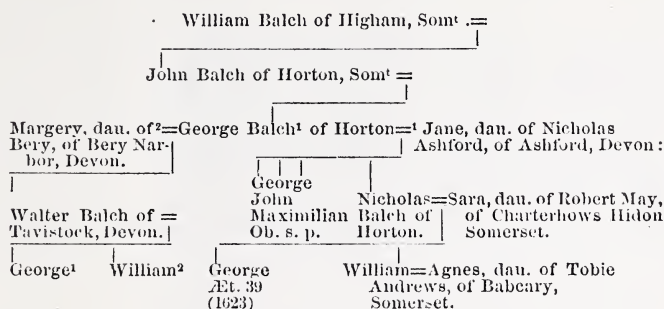 William Balch of Higham, Somᵗ .=
John Balch of Horton, Somᵗ =
Margery, dau. of²=George Balch¹ of Horton=¹ Jane, dau. of Nicholas
Bery, of Bery Nar- Ashford, of Ashford, Devon:
bor, Devon.
George
John Nicholas=Sara, dau. of Robert May,
Walter Balch of = Maximilian Balch of of Charterhows Hidon
Tavistock, Devon. Ob. s. p. Horton. Somerset.
George¹ William² George William=Agnes, dau. of Tobie
Æt. 39 Andrews, of Babcary,
(1623) Somerset.